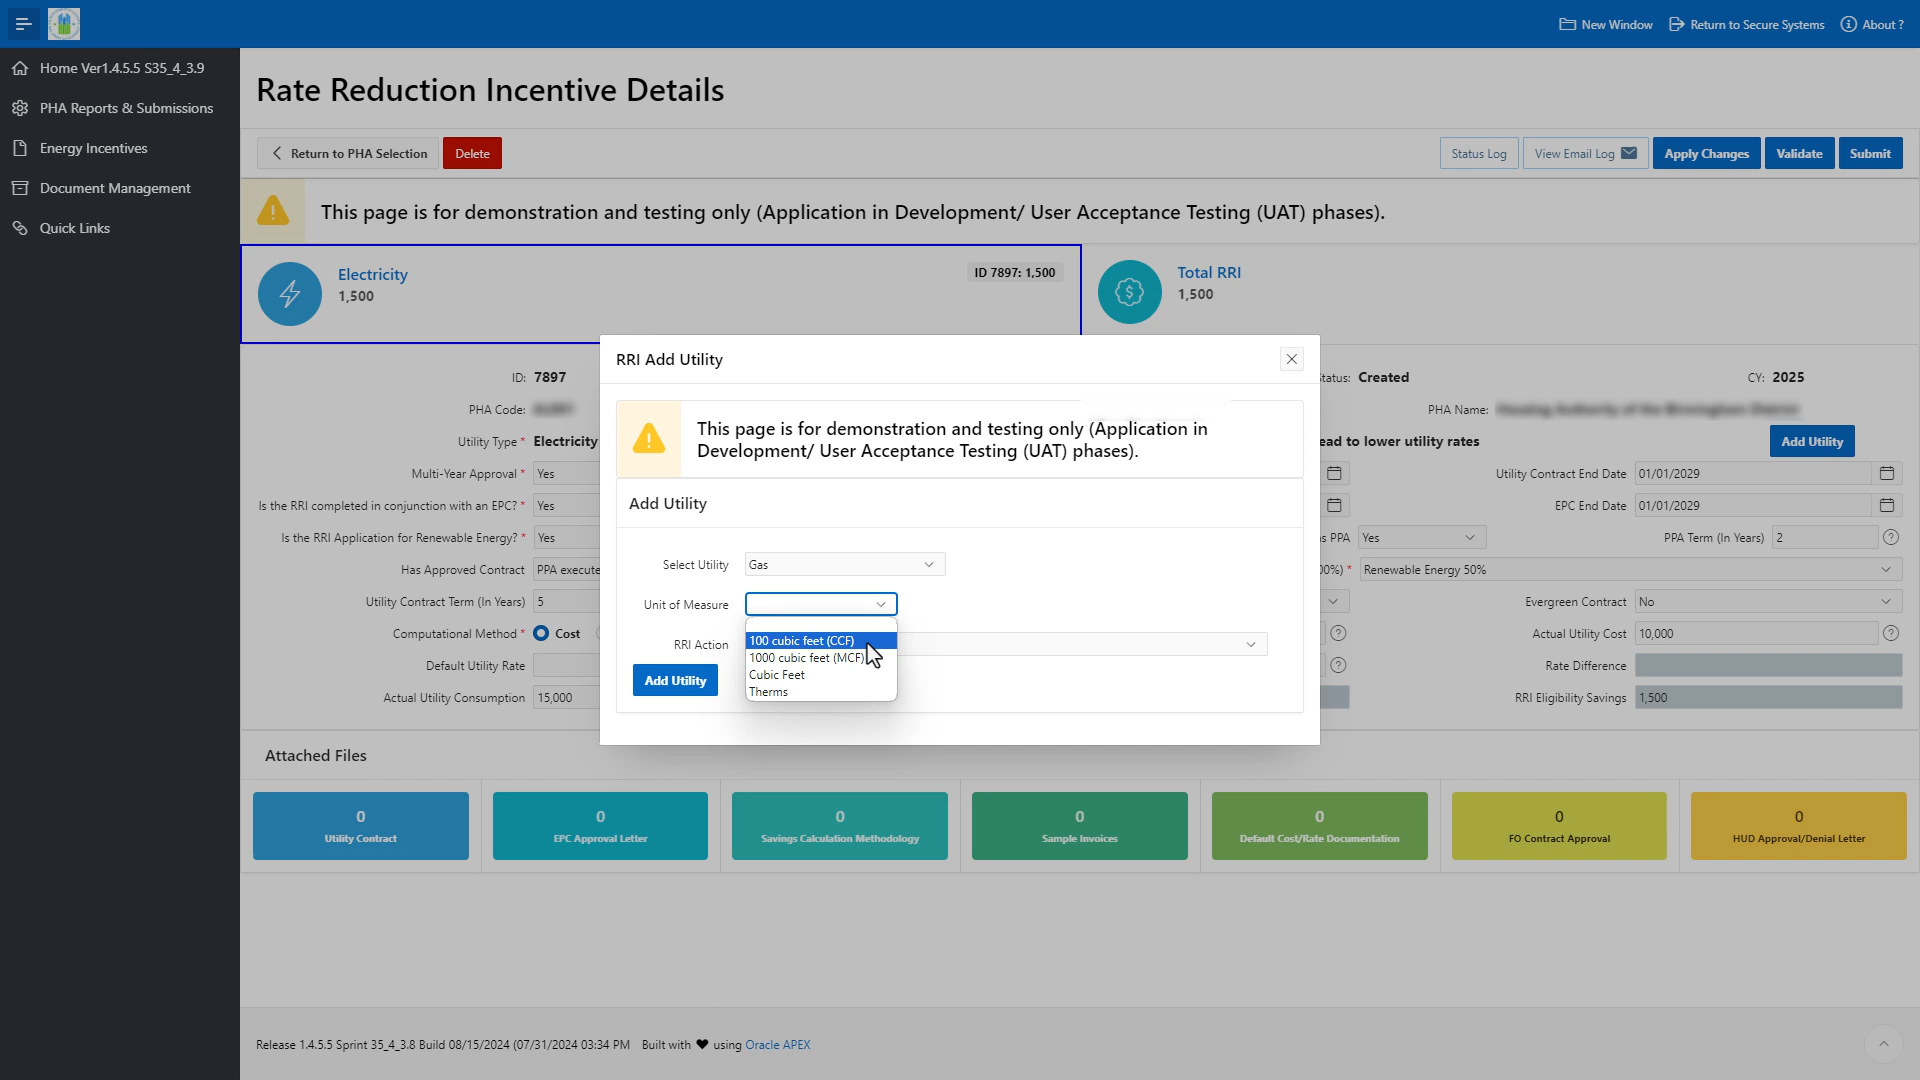 New Window
Return to Secure Systems
About ?
Home Ver1.4.5.5 S35_4_3.9
PHA Reports & Submissions
Energy Incentives
Document Management
Quick Links
Rate Reduction Incentive Details
Return to PHA Selection
Delete
Status Log
View Email Log
Apply Changes
Validate
Submit
This page is for demonstration and testing only (Application in Development/ User Acceptance Testing (UAT) phases).
Electricity
1,500
ID 7897: 1,500
Total RRI
1,500
RRI Add Utility
This page is for demonstration and testing only (Application in
Development/ User Acceptance Testing (UAT) phases).
Add Utility
Select Utility Gas
Unit of Measure
100 cubic feet (CCF)
1000 cubic feet (MCF)
Cubic Feet
Therms
RRI Action
Add Utility
ID: 7897
tatus: Created
CY: 2025
PHA Code:
PHA Name:
Utility Type * Electricity
ead to lower utility rates
Add Utility
Multi-Year Approval * Yes
Utility Contract End Date 01/01/2029
Is the RRI completed in conjunction with an EPC? * Yes
EPC End Date 01/01/2029
Is the RRI Application for Renewable Energy? * Yes
s PPA Yes
PPA Term (In Years) 2
Has Approved Contract PPA execute
00%) * Renewable Energy 50%
Utility Contract Term (In Years) 5
Evergreen Contract No
Computational Method * Cost
Actual Utility Cost 10,000
Default Utility Rate
Rate Difference
Actual Utility Consumption 15,000
RRI Eligibility Savings 1,500
Attached Files
0
Utility Contract
0
EPC Approval Letter
0
Savings Calculation Methodology
0
Sample Invoices
0
Default Cost/Rate Documentation
0
FO Contract Approval
0
HUD Approval/Denial Letter
Release 1.4.5.5 Sprint 35_4_3.8 Build 08/15/2024 (07/31/2024 03:34 PM Built with ❤ using Oracle APEX